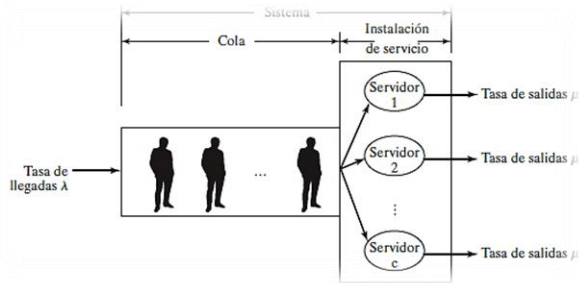 Sistema
Cola
Instalación
de servicio
Servidor
1
Tasa de salidas μ
Tasa de
llegadas λ
...
Servidor
2
Tasa de salidas μ
⋮
Servidor
c
Tasa de salidas μ